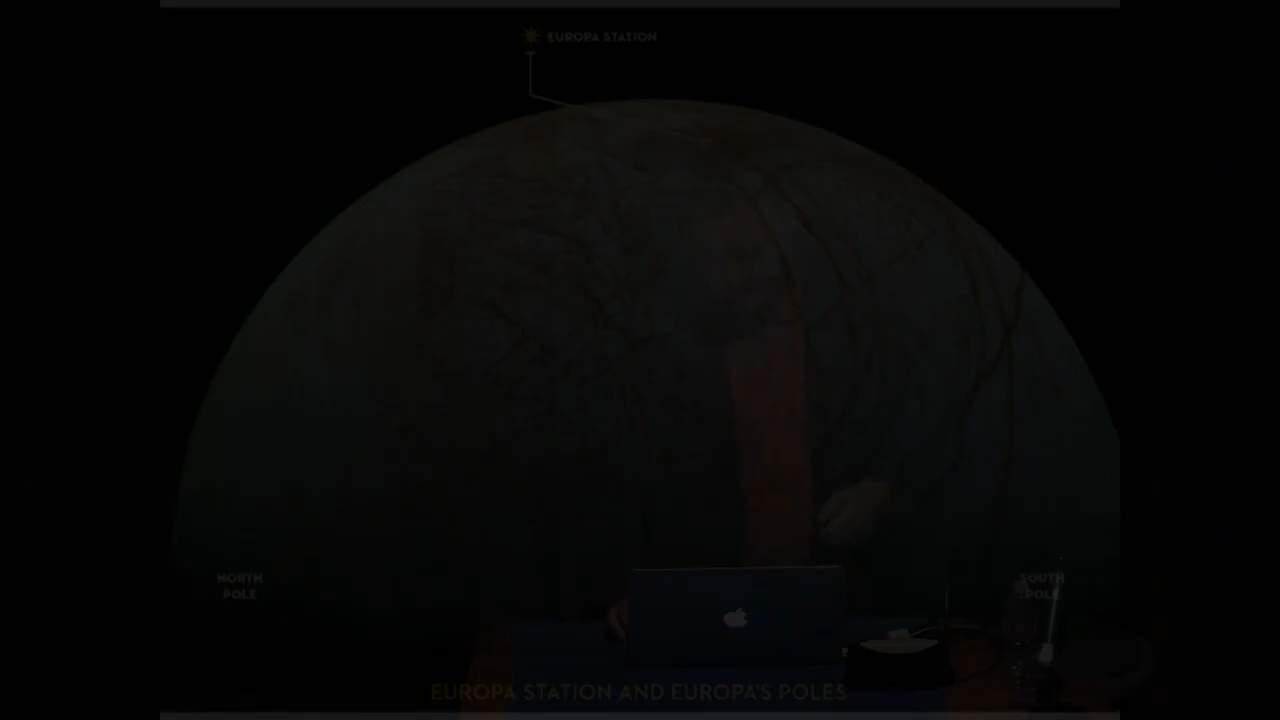 EUROPA STATION
NORTH
POLE
SOUTH
POLE
EUROPA STATION AND EUROPA'S POLES